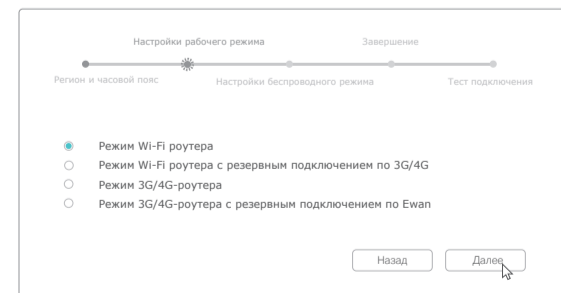 Настройки рабочего режима
Завершение
Регион и часовой пояс
Настройки беспроводного режима
Тест подключения
Режим Wi-Fi роутера
Режим Wi-Fi роутера с резервным подключением по 3G/4G
Режим 3G/4G-роутера
Режим 3G/4G-роутера с резервным подключением по Ewan
Назад
Далее